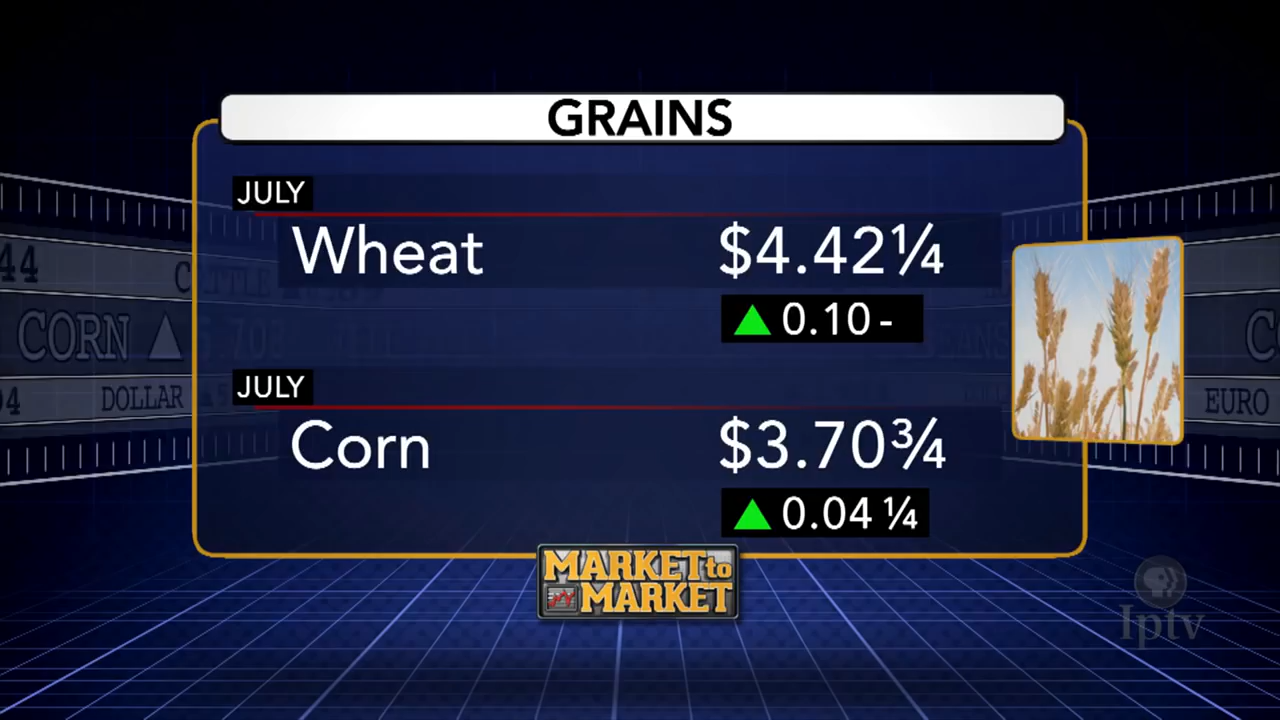 GRAINS
JULY
Wheat $4.42¼
▲ 0.10 -
JULY
Corn $3.70¾
▲ 0.04 ¼
MARKET to
MARKET
44
CORN
DOLLAR
EURO
Iptv